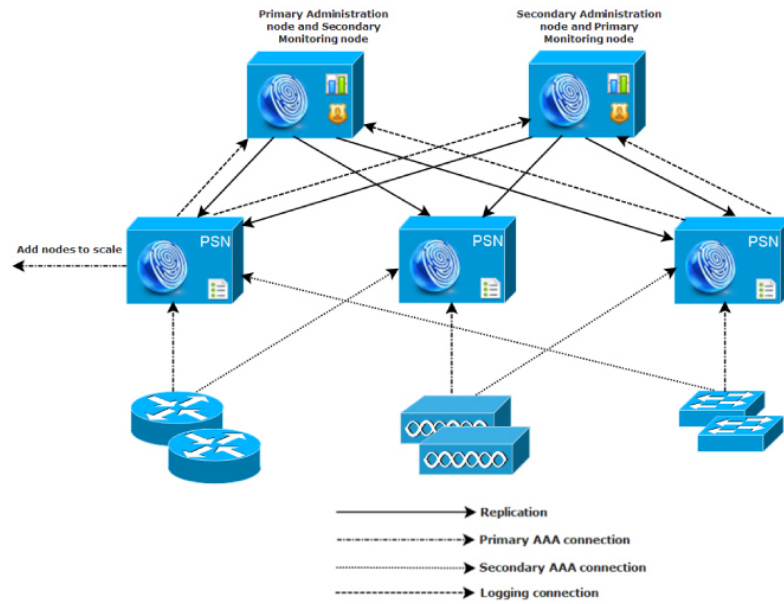 Primary Administration
node and Secondary
Monitoring node
Secondary Administration
node and Primary
Monitoring node
PSN
PSN
PSN
Add nodes to scale
Replication
Primary AAA connection
Secondary AAA connection
Logging connection